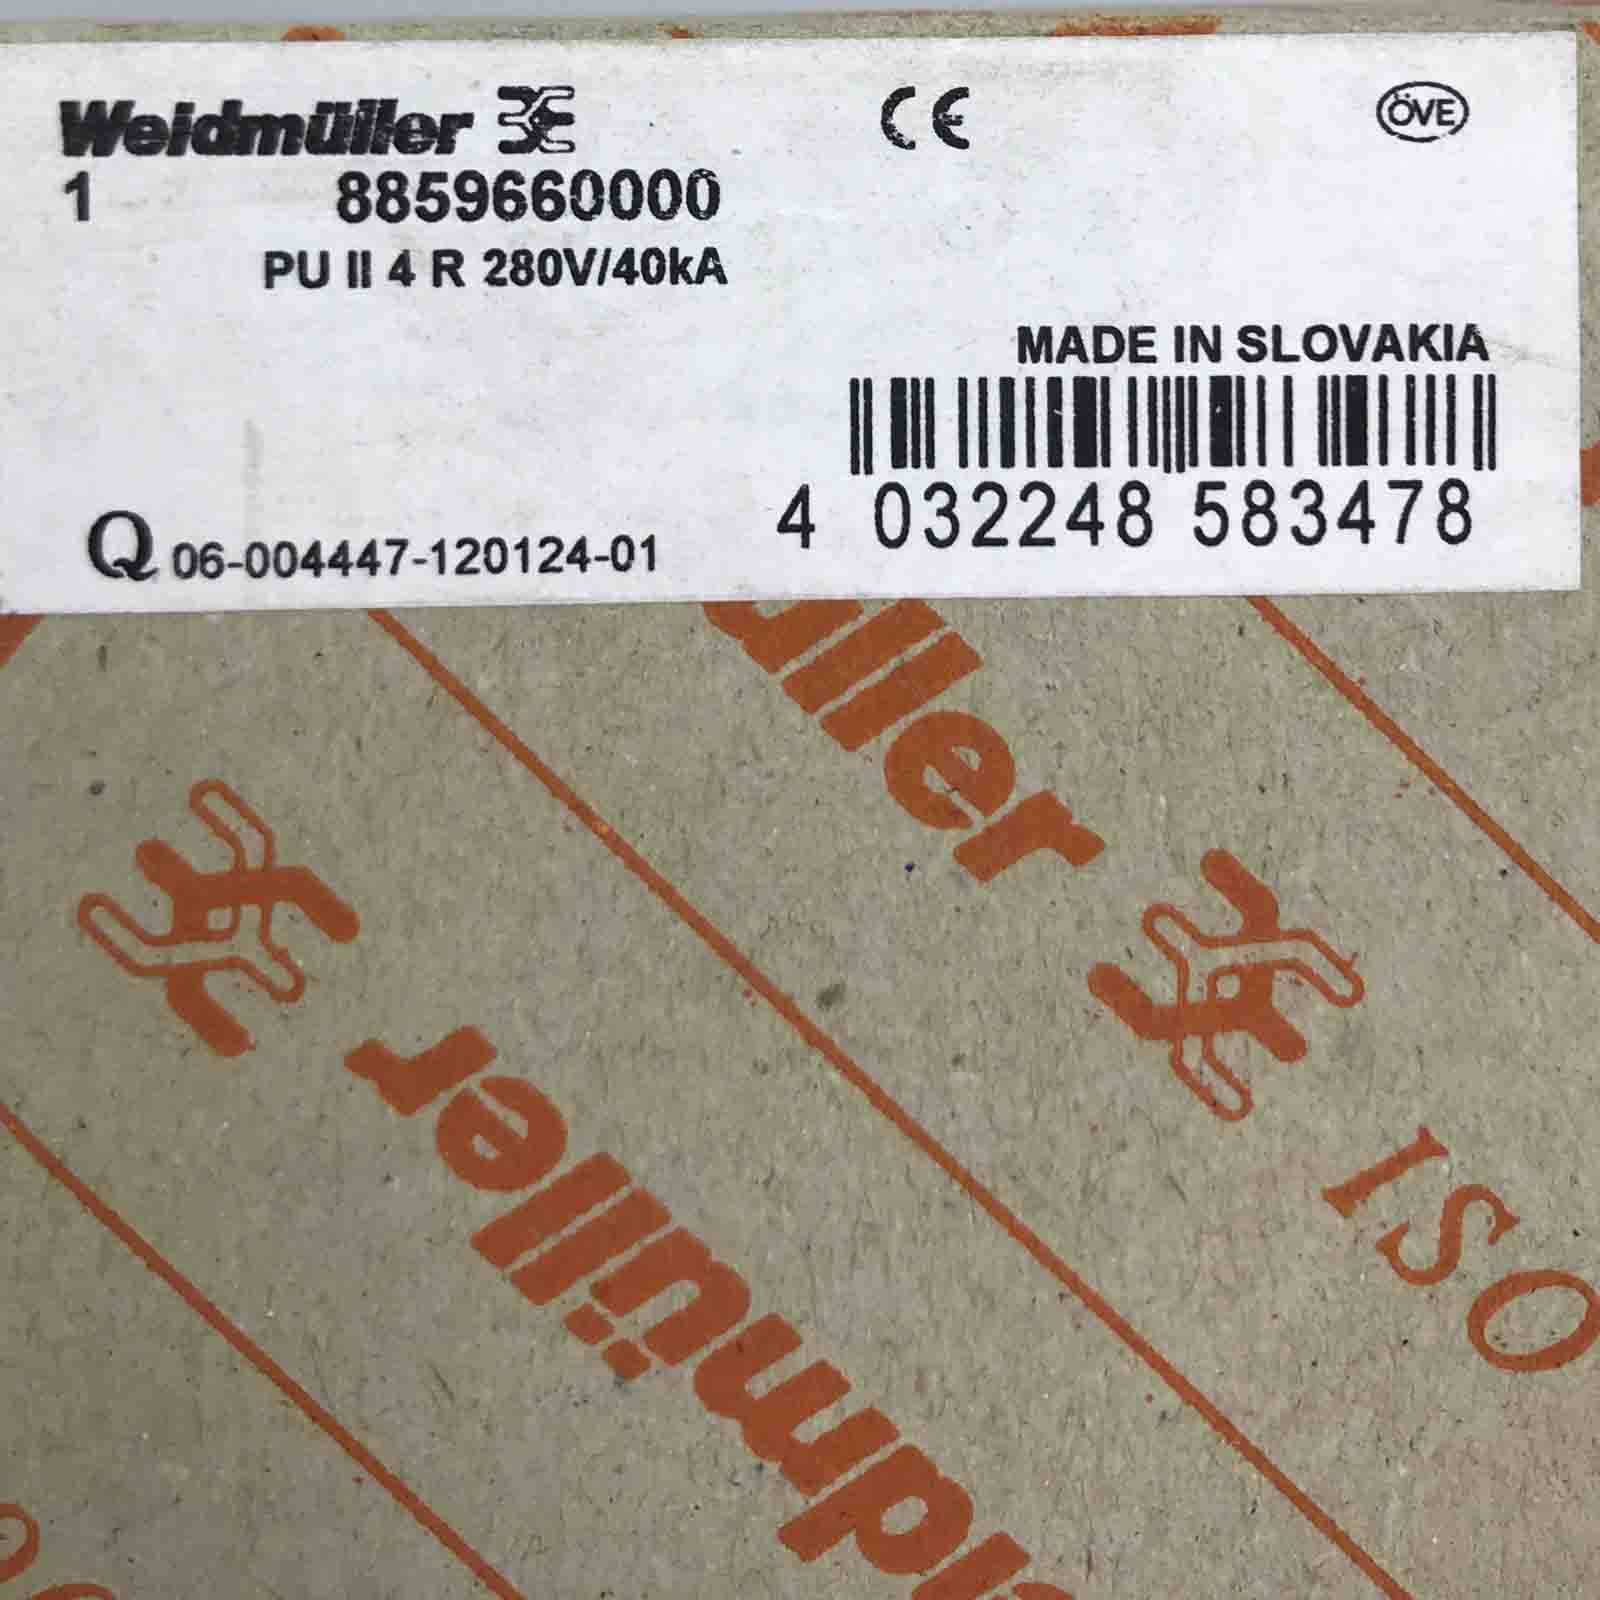 Weidmüller
CE
ÖVE
1 8859660000
PU II 4 R 280V/40kA
MADE IN SLOVAKIA
4 032248 583478
Q 06-004447-120124-01
üller
ISO
Weidmüller